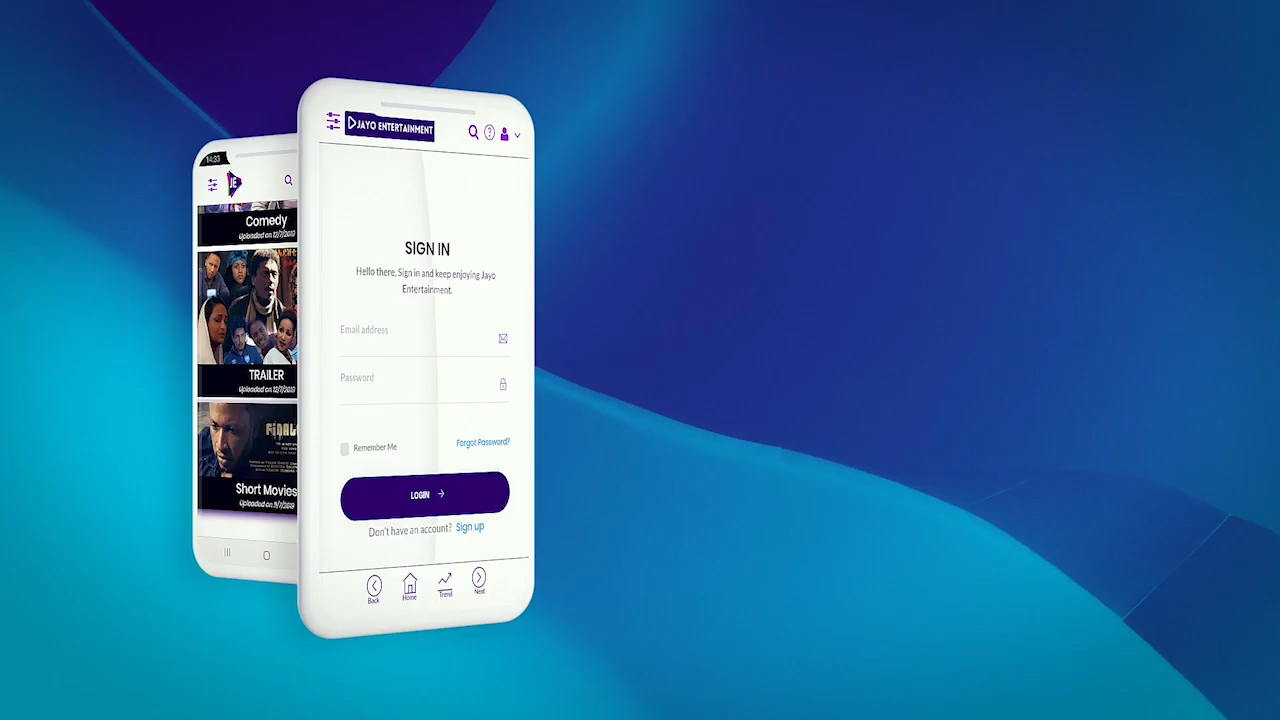 14:33
JE
Comedy
Uploaded on 12/7/2019
TRAILER
Uploaded on 12/7/2019
FINAL
Short Movies
Uploaded on 11/7/2019
JAYO ENTERTAINMENT
SIGN IN
Hello there, Sign in and keep enjoying Jayo
Entertainment.
Email address
Password
Remember Me
Forgot Password?
LOGIN
Don't have an account? Sign up
Back
Home
Trend
Next